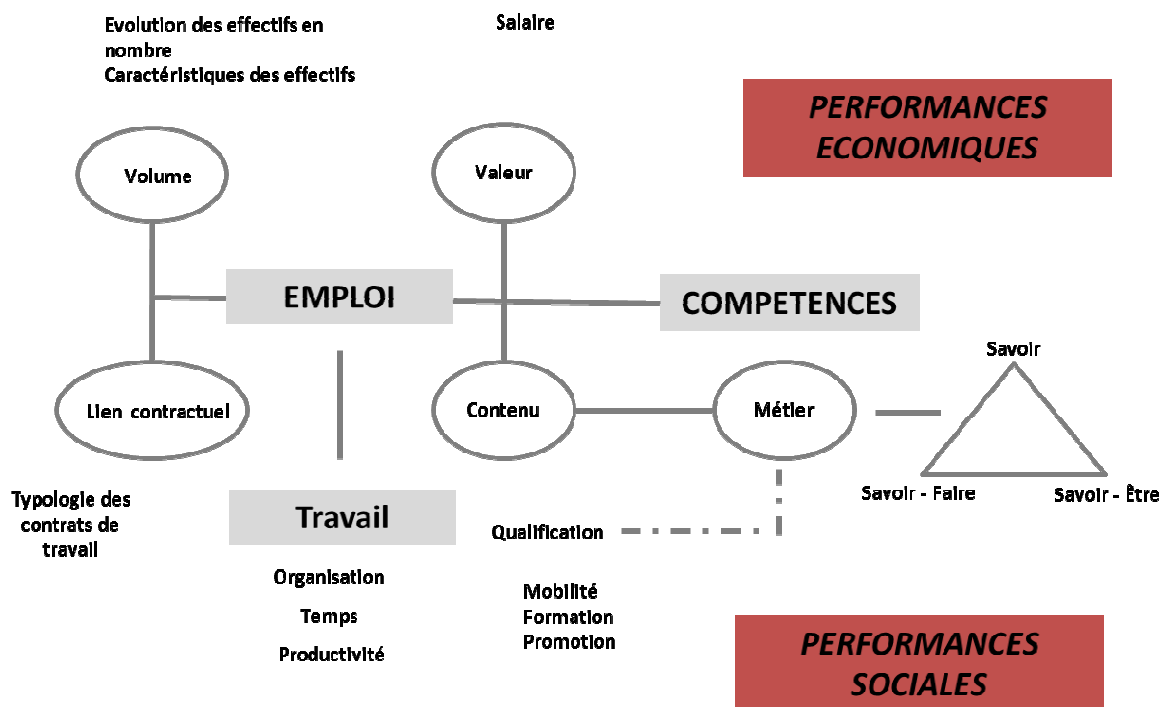 Evolution des effectifs en
nombre
Caractéristiques des effectifs
Salaire
PERFORMANCES
ECONOMIQUES
Volume
Valeur
EMPLOI
COMPETENCES
Lien contractuel
Contenu
Métier
Savoir
Savoir - Faire
Savoir - Être
Typologie des
contrats de
travail
Travail
Qualification
Organisation
Temps
Productivité
Mobilité
Formation
Promotion
PERFORMANCES
SOCIALES